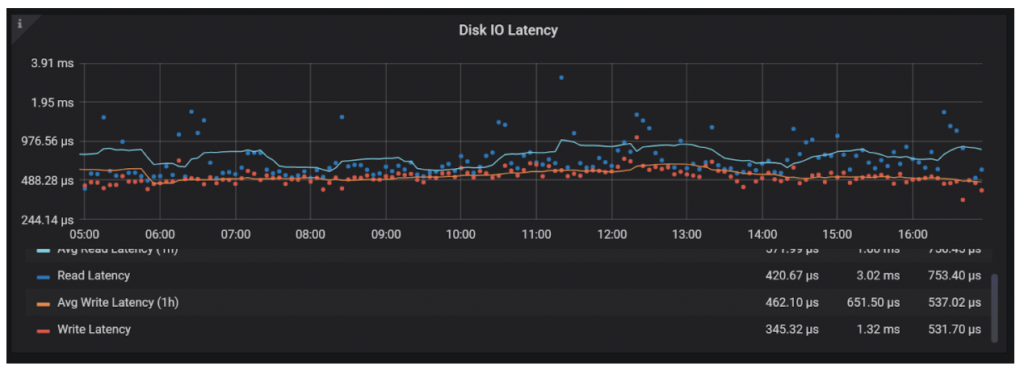 i
Disk IO Latency
3.91 ms
1.95 ms
976.56 µs
488.28 µs
244.14 µs
05:00 06:00 07:00 08:00 09:00 10:00 11:00 12:00 13:00 14:00 15:00 16:00
Avg Read Latency (1h)
Read Latency 420.67 µs 3.02 ms 753.40 µs
Avg Write Latency (1h) 462.10 µs 651.50 µs 537.02 µs
Write Latency 345.32 µs 1.32 ms 531.70 µs